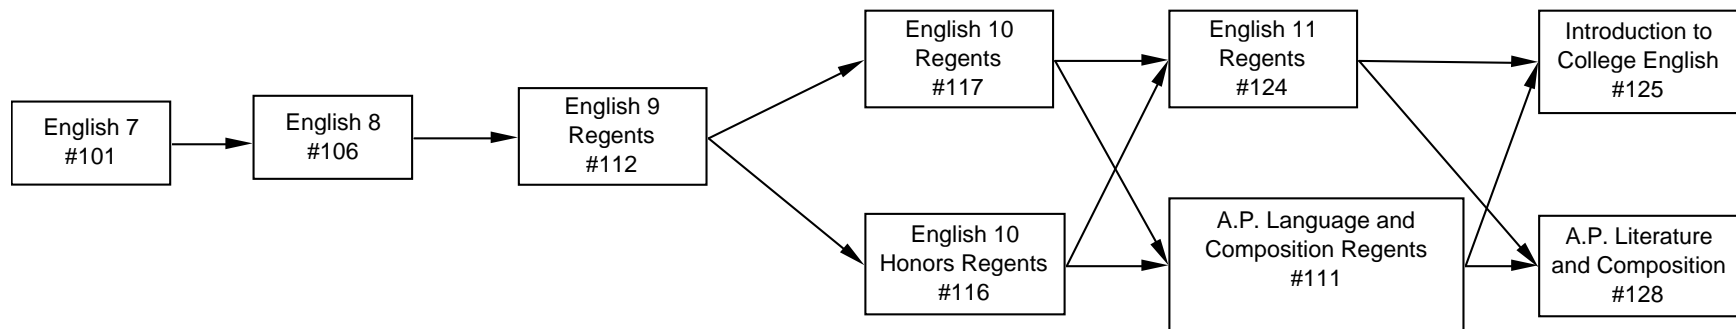 English 7
#101
English 8
#106
English 9
Regents
#112
English 10
Regents
#117
English 10
Honors Regents
#116
English 11
Regents
#124
A.P. Language and
Composition Regents
#111
Introduction to
College English
#125
A.P. Literature
and Composition
#128